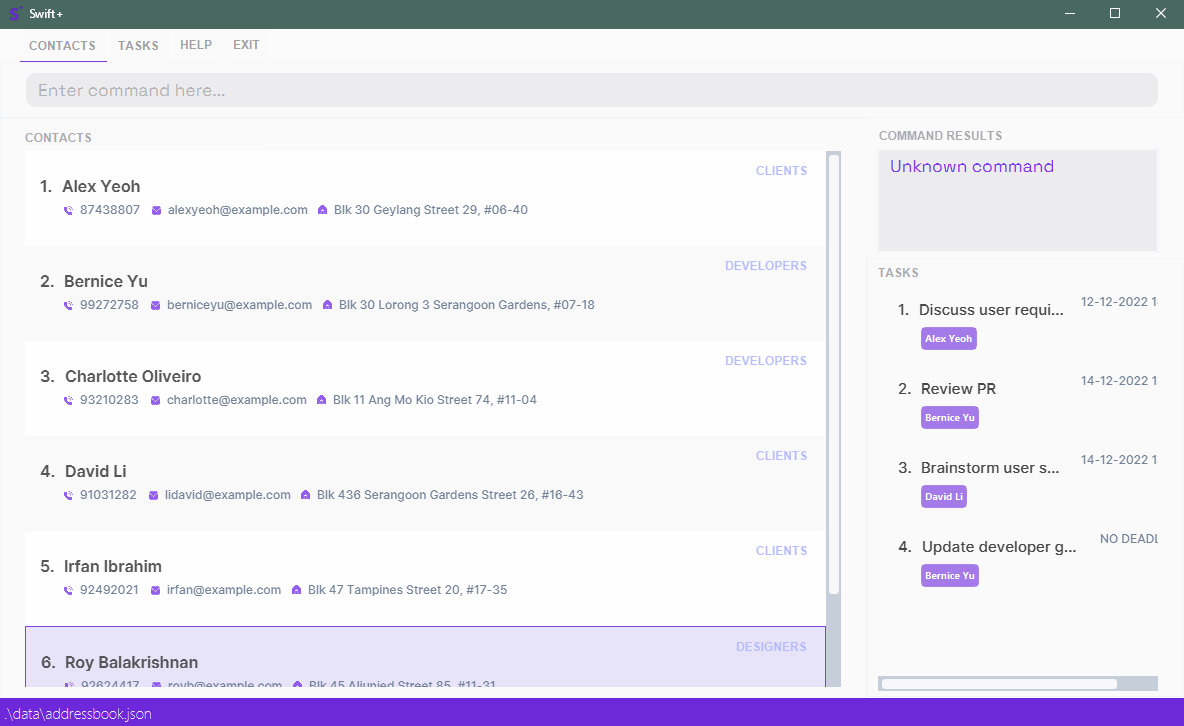 Swift+
CONTACTS TASKS HELP EXIT
Enter command here...
CONTACTS
CLIENTS
1. Alex Yeoh
87438807 alexyeoh@example.com Blk 30 Geylang Street 29, #06-40
DEVELOPERS
2. Bernice Yu
99272758 berniceyu@example.com Blk 30 Lorong 3 Serangoon Gardens, #07-18
DEVELOPERS
3. Charlotte Oliveiro
93210283 charlotte@example.com Blk 11 Ang Mo Kio Street 74, #11-04
CLIENTS
4. David Li
91031282 lidavid@example.com Blk 436 Serangoon Gardens Street 26, #16-43
CLIENTS
5. Irfan Ibrahim
92492021 irfan@example.com Blk 47 Tampines Street 20, #17-35
DESIGNERS
6. Roy Balakrishnan
92624417 royb@example.com Blk 45 Aljunied Street 85, #11-31
COMMAND RESULTS
Unknown command
TASKS
1. Discuss user requi... 12-12-2022 1
Alex Yeoh
2. Review PR 14-12-2022 1
Bernice Yu
3. Brainstorm user s... 14-12-2022 1
David Li
4. Update developer g... NO DEADL
Bernice Yu
.\data\addressbook.json